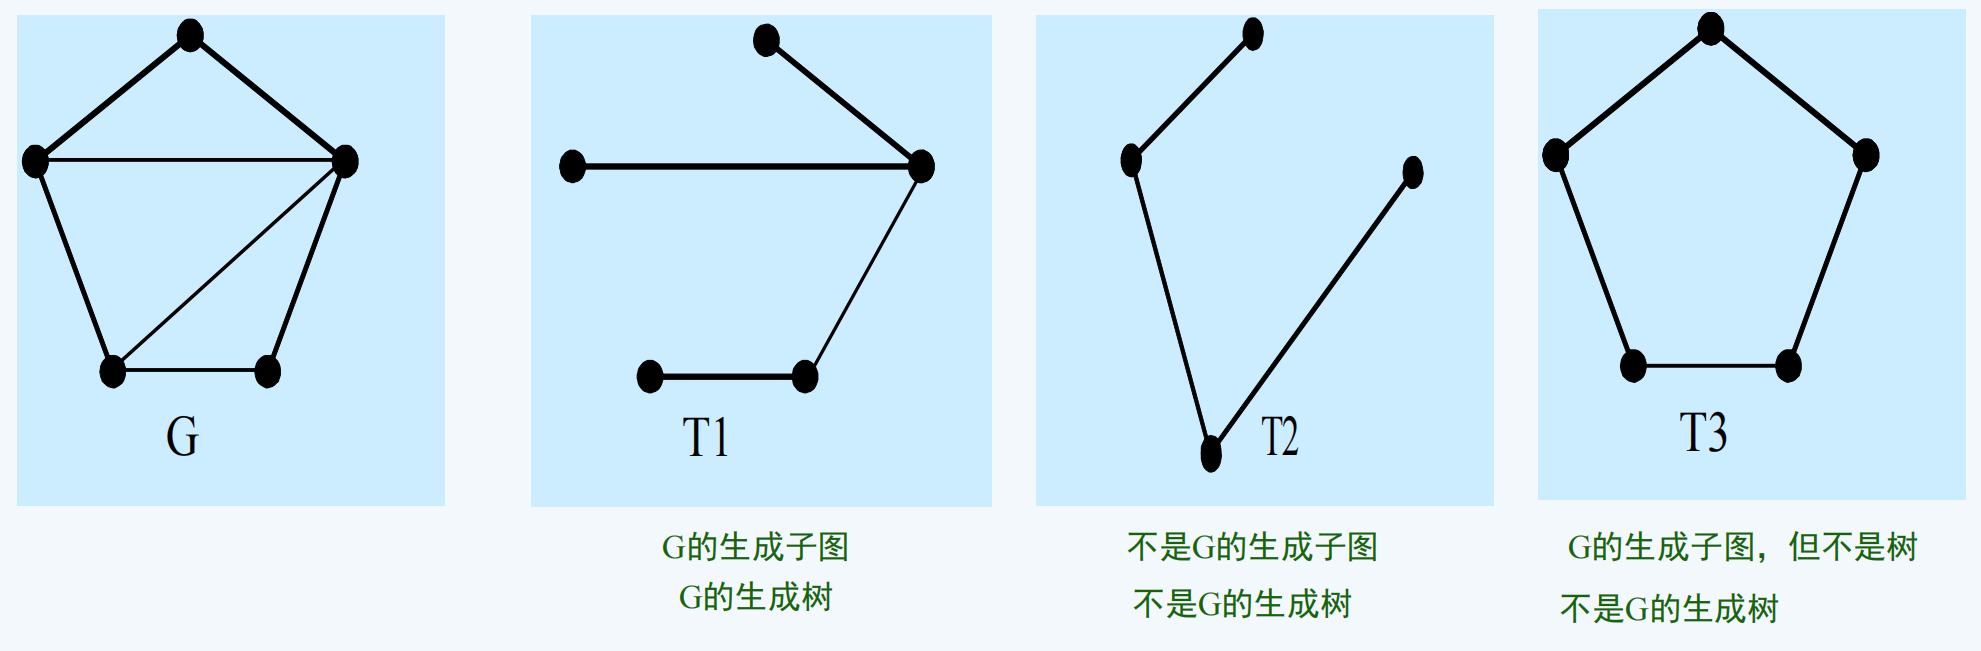 G
T1
T2
T3
G的生成子图
G的生成树
不是G的生成子图
不是G的生成树
G的生成子图，但不是树
不是G的生成树